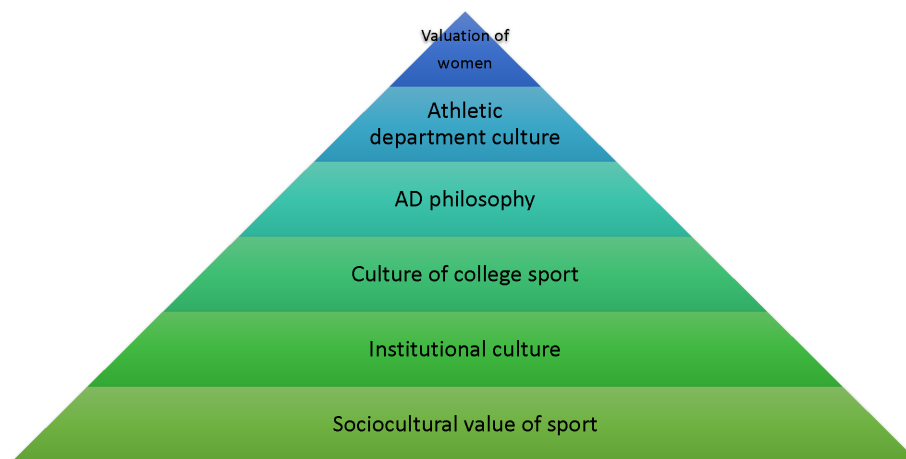 Valuation of
women
Athletic
department culture
AD philosophy
Culture of college sport
Institutional culture
Sociocultural value of sport